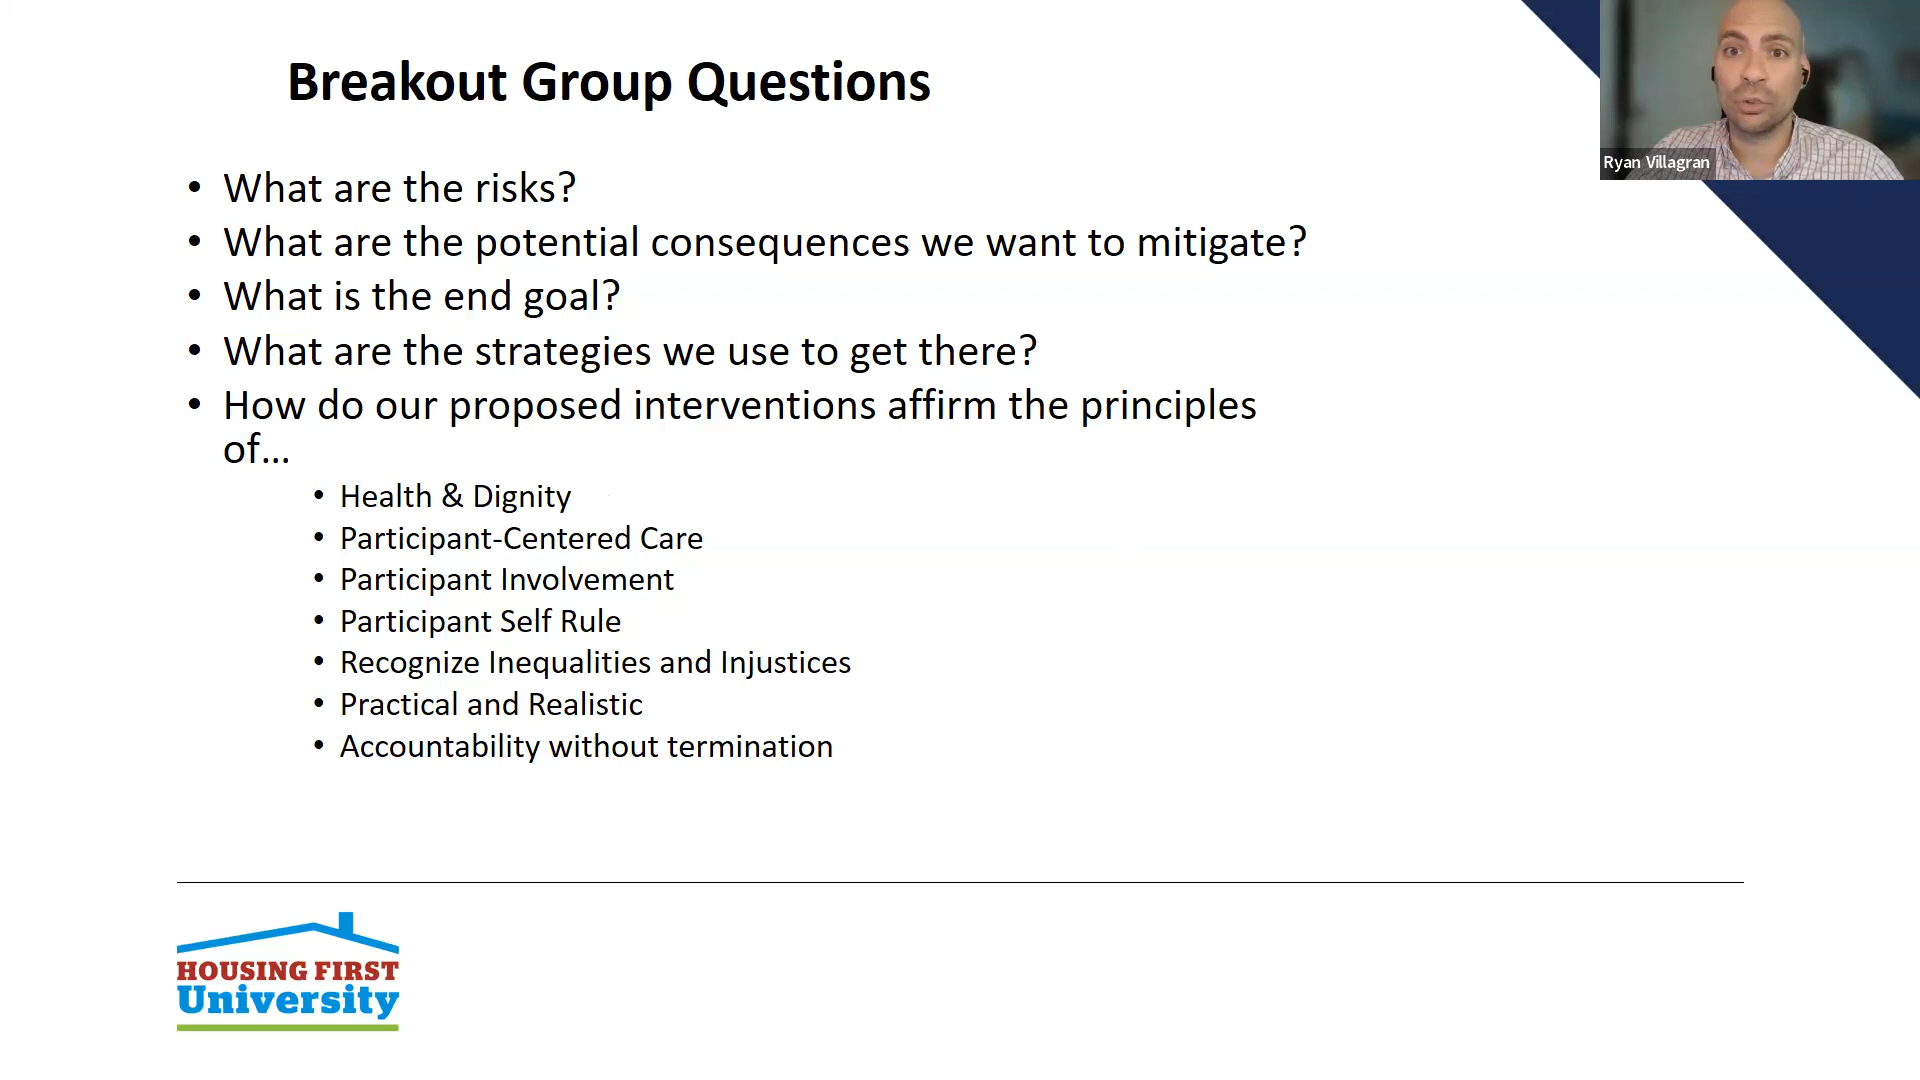 Breakout Group Questions
Ryan Villagran
• What are the risks?
• What are the potential consequences we want to mitigate?
• What is the end goal?
• What are the strategies we use to get there?
• How do our proposed interventions affirm the principles
of...
• Health & Dignity
• Participant-Centered Care
• Participant Involvement
• Participant Self Rule
• Recognize Inequalities and Injustices
• Practical and Realistic
• Accountability without termination
HOUSING FIRST
University